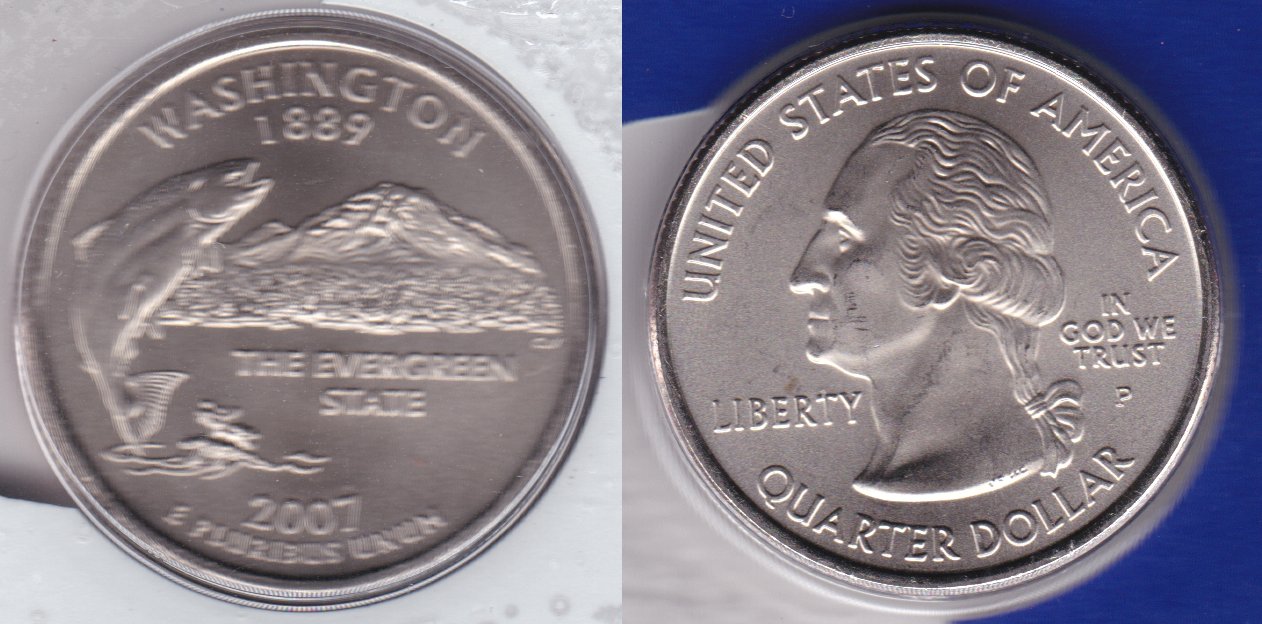 WASHINGTON
1889
THE EVERGREEN
STATE
2007
E PLURIBUS UNUM
UNITED STATES OF AMERICA
IN
GOD WE
TRUST
P
LIBERTY
QUARTER DOLLAR